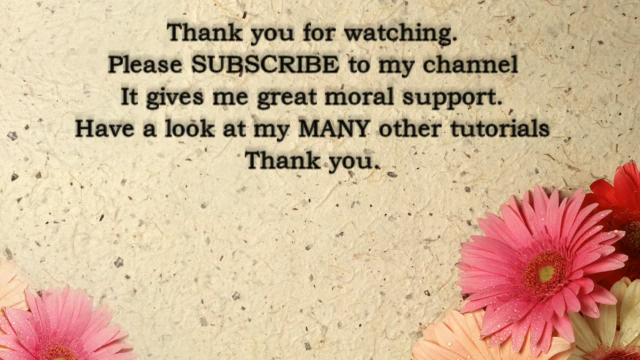 Thank you for watching.
Please SUBSCRIBE to my channel
It gives me great moral support.
Have a look at my MANY other tutorials
Thank you.